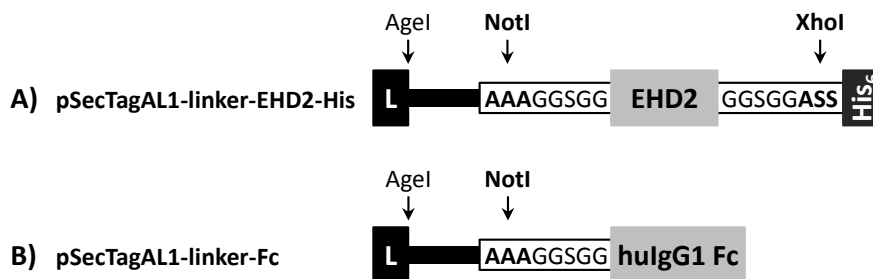 AgeI NotI XhoI
A) pSecTagAL1-linker-EHD2-His L AAAGGSGG EHD2 GGSGGASS His6
AgeI NotI
B) pSecTagAL1-linker-Fc L AAAGGSGG huIgG1 Fc